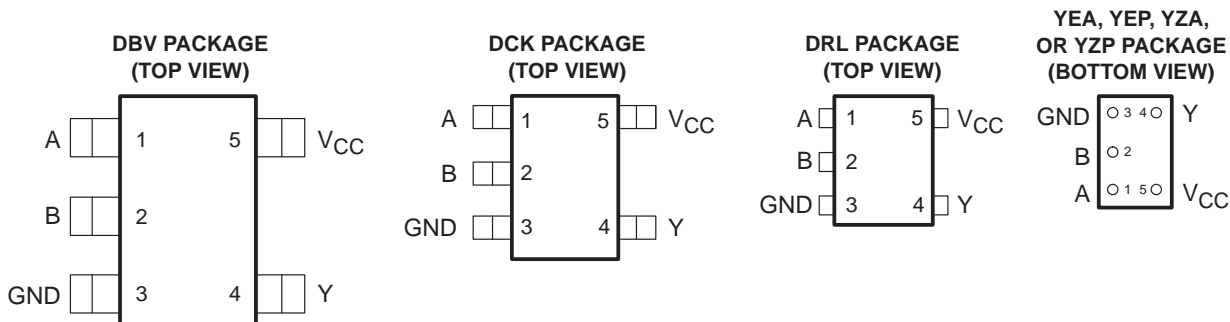 DBV PACKAGE
(TOP VIEW)
A 1 5 VCC
B 2
GND 3 4 Y
DCK PACKAGE
(TOP VIEW)
A 1 5 VCC
B 2
GND 3 4 Y
DRL PACKAGE
(TOP VIEW)
A 1 5 VCC
B 2
GND 3 4 Y
YEA, YEP, YZA,
OR YZP PACKAGE
(BOTTOM VIEW)
GND 3 4 Y
B 2
A 1 5 VCC